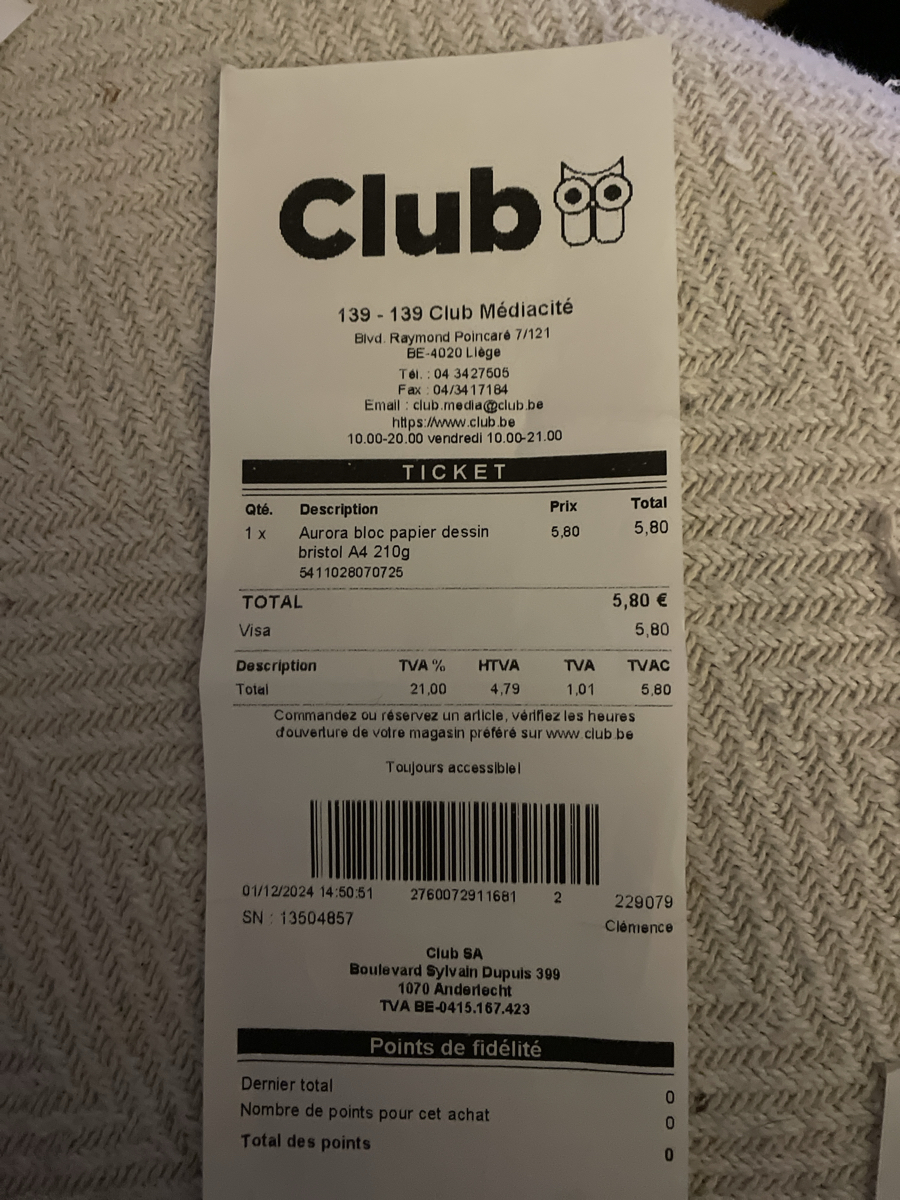 Club
139 - 139 Club Médiacité
Blvd. Raymond Poincaré 7/121
BE-4020 Liège
Tél. : 04 3427605
Fax : 04/3417184
Email : club.media@club.be
https://www.club.be
10.00-20.00 vendredi 10.00-21.00
TICKET
Qté. Description Prix Total
1 x Aurora bloc papier dessin 5,80 5,80
bristol A4 210g
5411028070725
TOTAL 5,80 €
Visa 5,80
Description TVA % HTVA TVA TVAC
Total 21,00 4,79 1,01 5,80
Commandez ou réservez un article, vérifiez les heures
d'ouverture de votre magasin préféré sur www.club.be
Toujours accessible!
01/12/2024 14:50:51 2760072911681 2 229079
SN : 13504857 Clémence
Club SA
Boulevard Sylvain Dupuis 399
1070 Anderlecht
TVA BE-0415.167.423
Points de fidélité
Dernier total 0
Nombre de points pour cet achat 0
Total des points 0